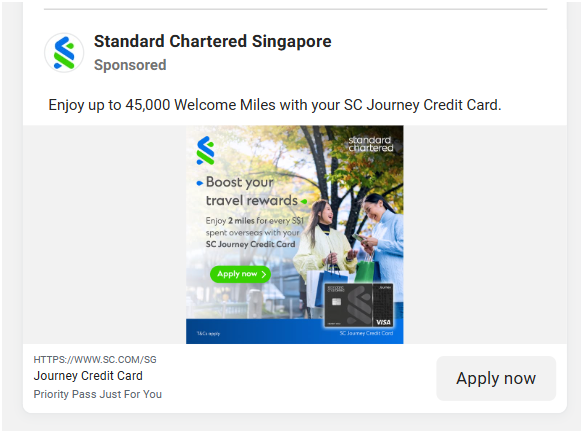 Standard Chartered Singapore
Sponsored
Enjoy up to 45,000 Welcome Miles with your SC Journey Credit Card.
standard
chartered
Boost your
travel rewards
Enjoy 2 miles for every S$1
spent overseas with your
SC Journey Credit Card
Apply now
VISA
T&Cs apply
SC Journey Credit Card
HTTPS://WWW.SC.COM/SG
Journey Credit Card
Priority Pass Just For You
Apply now